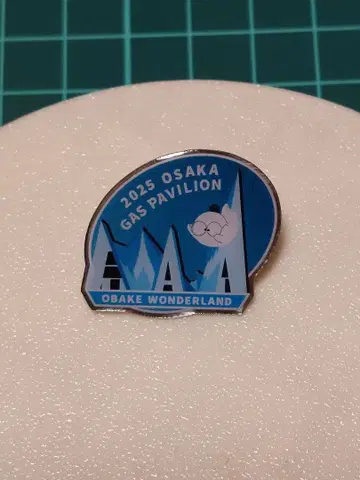 2025 OSAKA
GAS PAVILION
OBAKE WONDERLAND